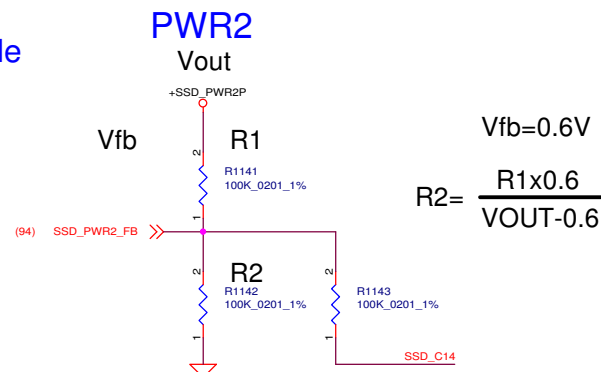 PWR2
le
Vout
+SSD_PWR2P
Vfb
R1
Vfb=0.6V
2
R1141
100K_0201_1%
R2=
R1x0.6
VOUT-0.6
1
(94) SSD_PWR2_FB
R2
2
R1142
100K_0201_1%
1
2
R1143
100K_0201_1%
1
SSD_C14